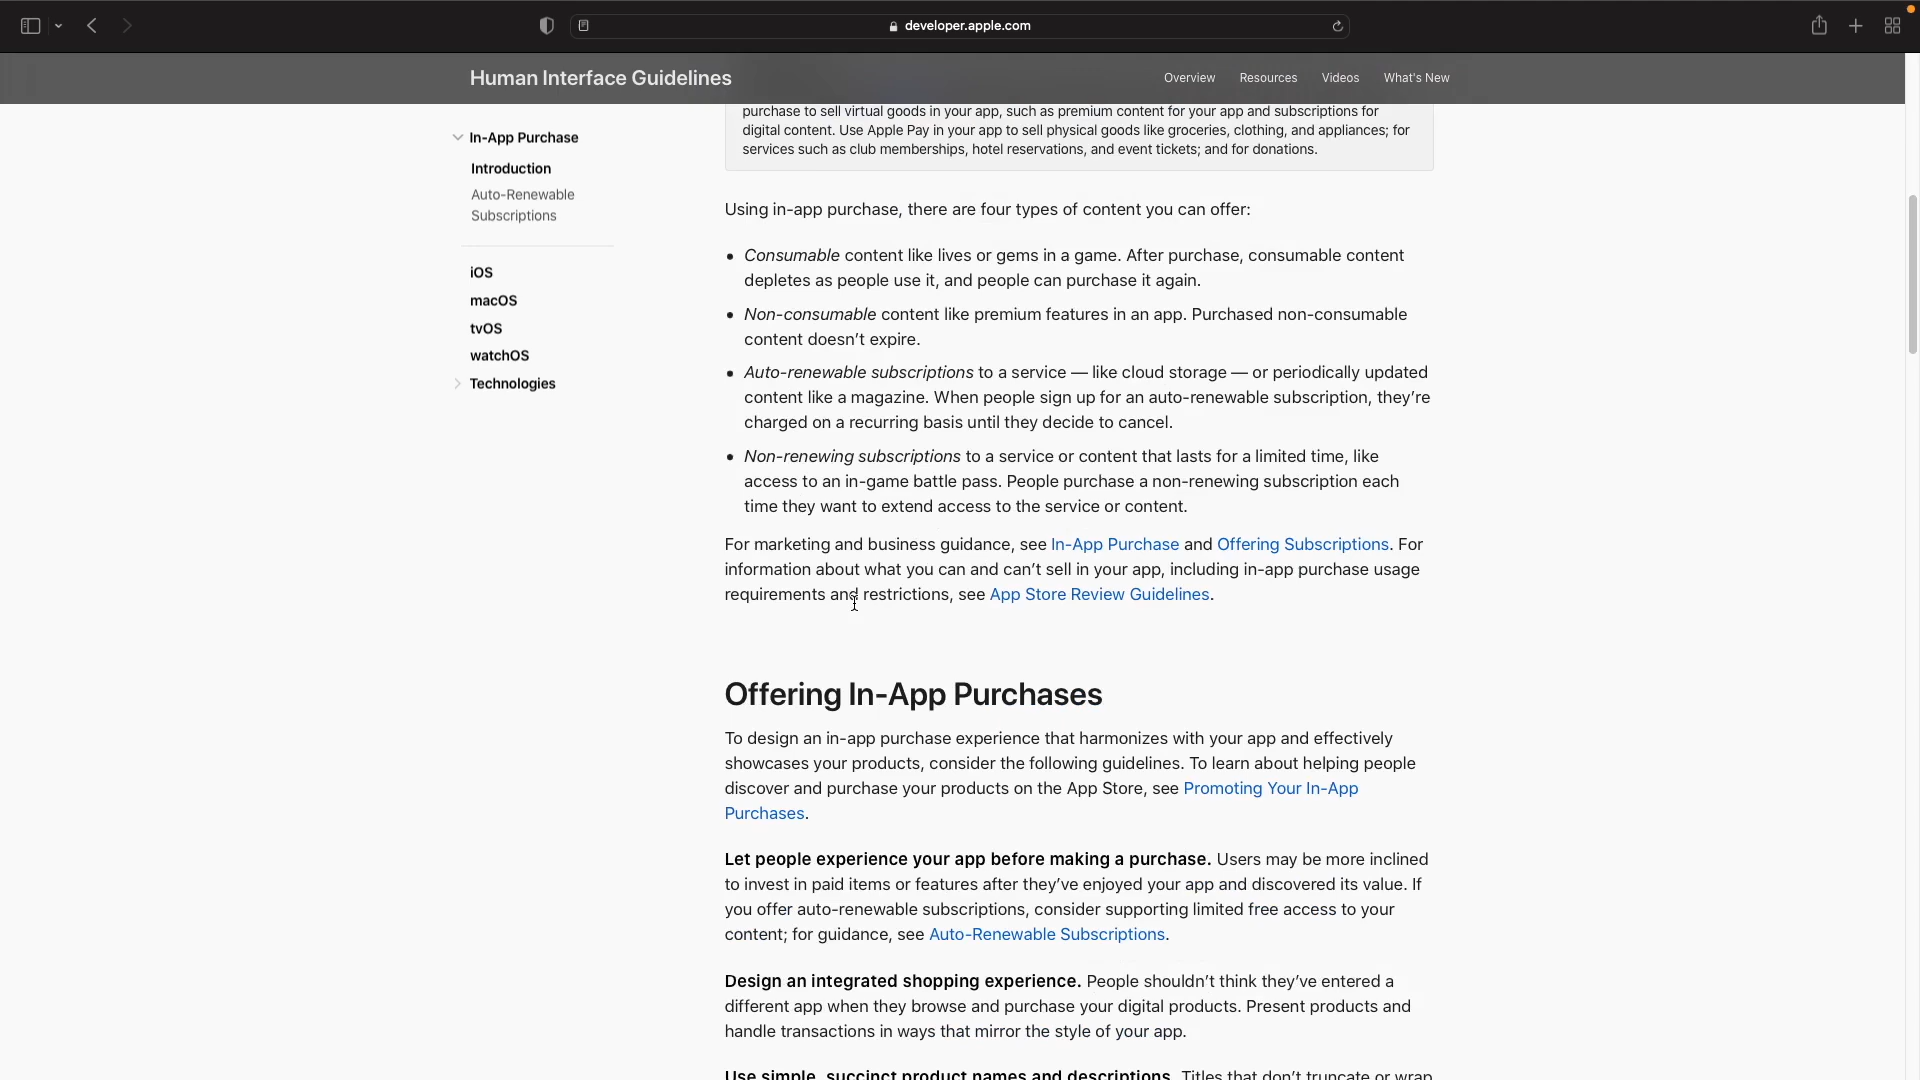 developer.apple.com
Human Interface Guidelines
Overview
Resources
Videos
What's New
In-App Purchase
Introduction
Auto-Renewable
Subscriptions
iOS
macOS
tvOS
watchOS
Technologies
purchase to sell virtual goods in your app, such as premium content for your app and subscriptions for
digital content. Use Apple Pay in your app to sell physical goods like groceries, clothing, and appliances; for
services such as club memberships, hotel reservations, and event tickets; and for donations.
Using in-app purchase, there are four types of content you can offer:
• Consumable content like lives or gems in a game. After purchase, consumable content
depletes as people use it, and people can purchase it again.
• Non-consumable content like premium features in an app. Purchased non-consumable
content doesn’t expire.
• Auto-renewable subscriptions to a service — like cloud storage — or periodically updated
content like a magazine. When people sign up for an auto-renewable subscription, they’re
charged on a recurring basis until they decide to cancel.
• Non-renewing subscriptions to a service or content that lasts for a limited time, like
access to an in-game battle pass. People purchase a non-renewing subscription each
time they want to extend access to the service or content.
For marketing and business guidance, see In-App Purchase and Offering Subscriptions. For
information about what you can and can’t sell in your app, including in-app purchase usage
requirements and restrictions, see App Store Review Guidelines.
Offering In-App Purchases
To design an in-app purchase experience that harmonizes with your app and effectively
showcases your products, consider the following guidelines. To learn about helping people
discover and purchase your products on the App Store, see Promoting Your In-App
Purchases.
Let people experience your app before making a purchase. Users may be more inclined
to invest in paid items or features after they’ve enjoyed your app and discovered its value. If
you offer auto-renewable subscriptions, consider supporting limited free access to your
content; for guidance, see Auto-Renewable Subscriptions.
Design an integrated shopping experience. People shouldn’t think they’ve entered a
different app when they browse and purchase your digital products. Present products and
handle transactions in ways that mirror the style of your app.
Use simple, succinct product names and descriptions. Titles that don’t truncate or wrap